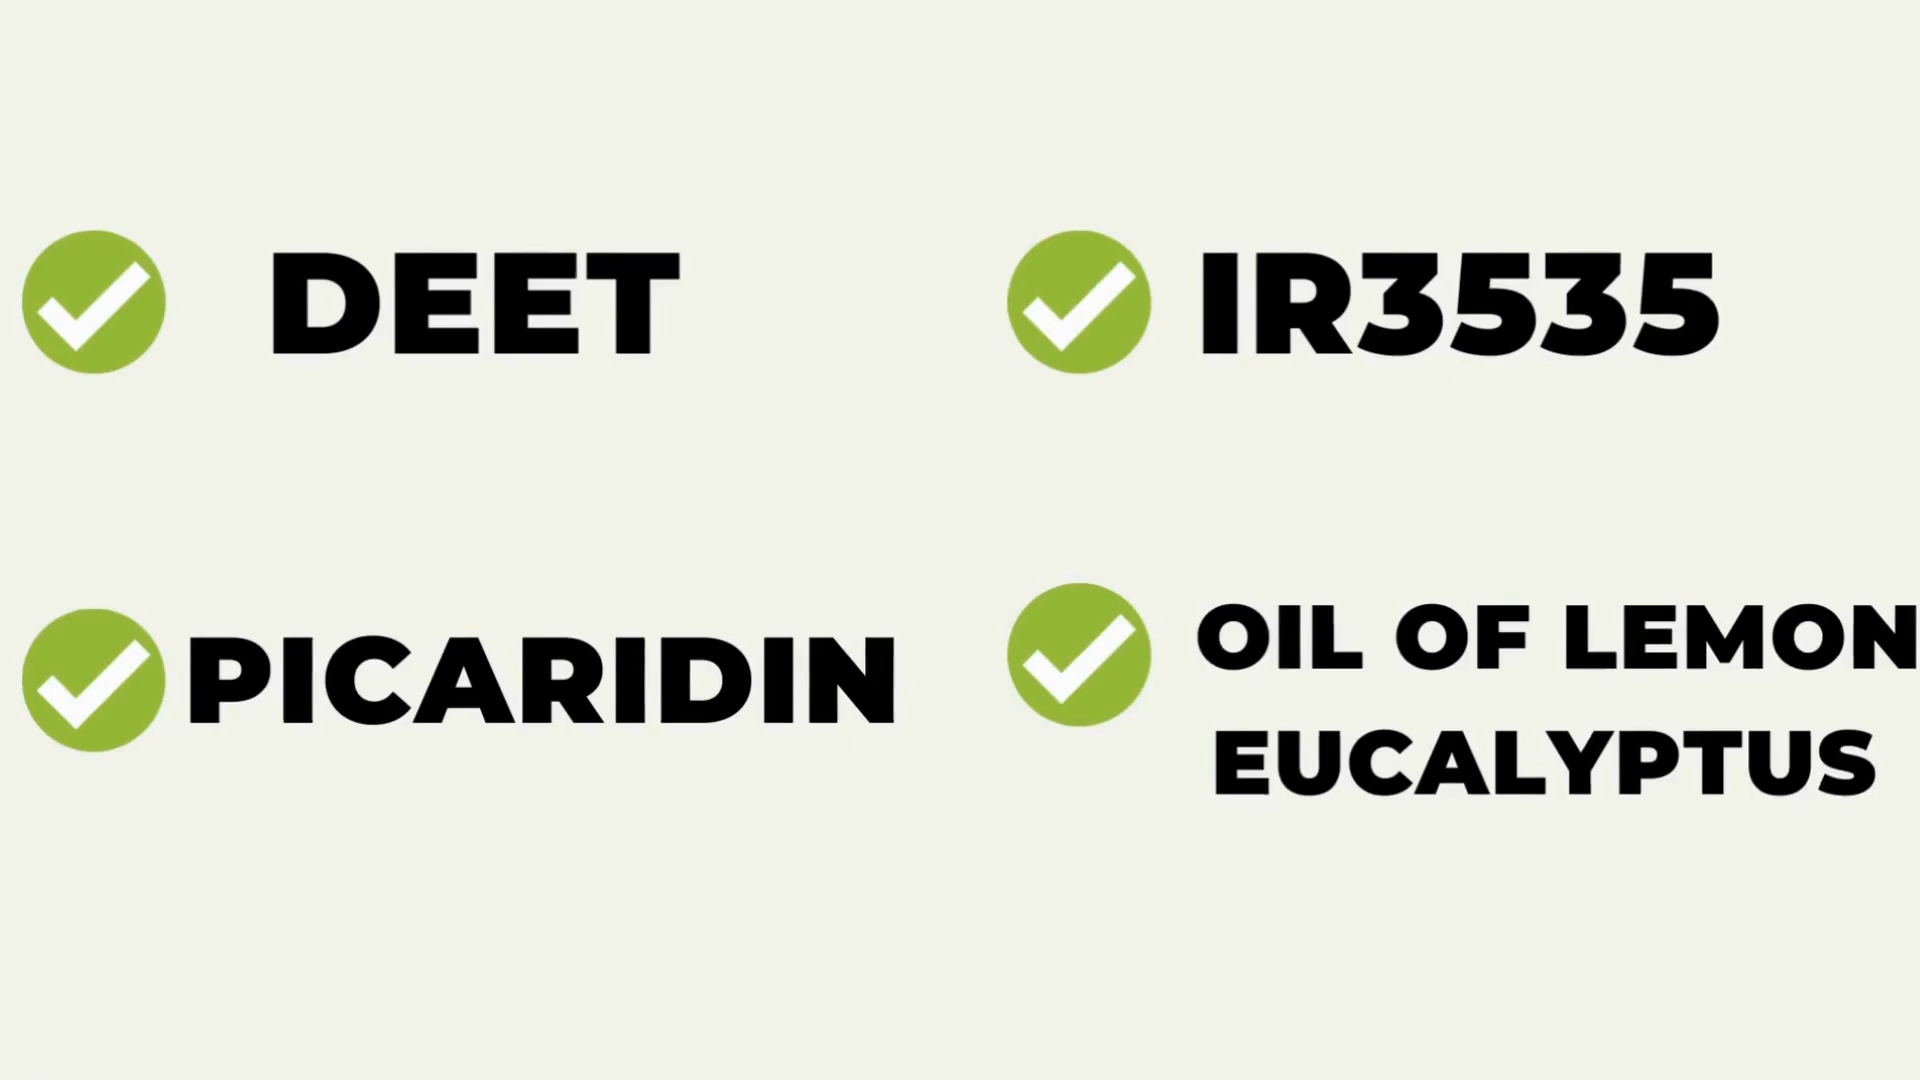 DEET
IR3535
PICARIDIN
OIL OF LEMON
EUCALYPTUS